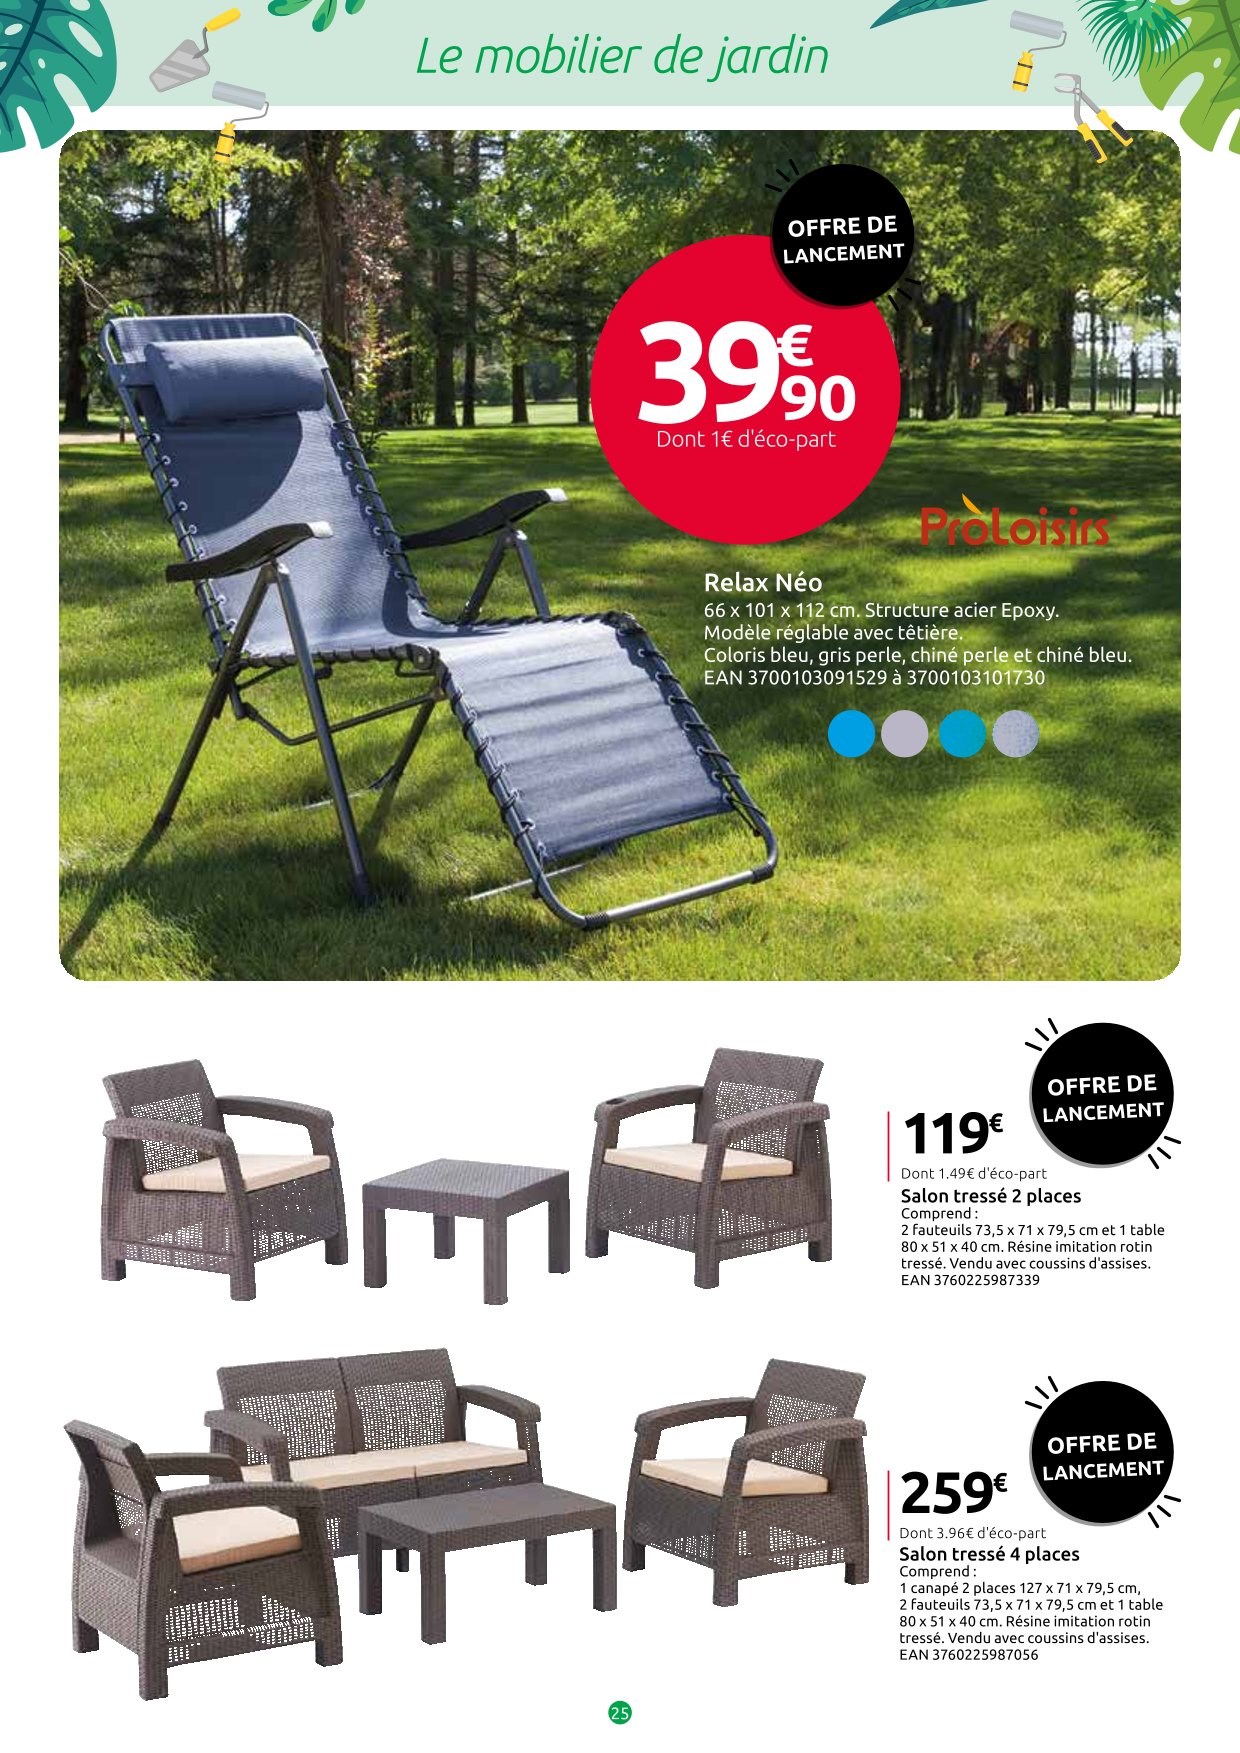 Le mobilier de jardin
OFFRE DE
LANCEMENT
39€90
Dont 1€ d'éco-part
PròLoisirs
Relax Néo
66 x 101 x 112 cm. Structure acier Epoxy.
Modèle réglable avec têtière.
Coloris bleu, gris perle, chiné perle et chiné bleu.
EAN 3700103091529 à 3700103101730
OFFRE DE
LANCEMENT
119€
Dont 1.49€ d'éco-part
Salon tressé 2 places
Comprend :
2 fauteuils 73,5 x 71 x 79,5 cm et 1 table
80 x 51 x 40 cm. Résine imitation rotin
tressé. Vendu avec coussins d'assises.
EAN 3760225987339
OFFRE DE
LANCEMENT
259€
Dont 3.96€ d'éco-part
Salon tressé 4 places
Comprend :
1 canapé 2 places 127 x 71 x 79,5 cm,
2 fauteuils 73,5 x 71 x 79,5 cm et 1 table
80 x 51 x 40 cm. Résine imitation rotin
tressé. Vendu avec coussins d'assises.
EAN 3760225987056
25